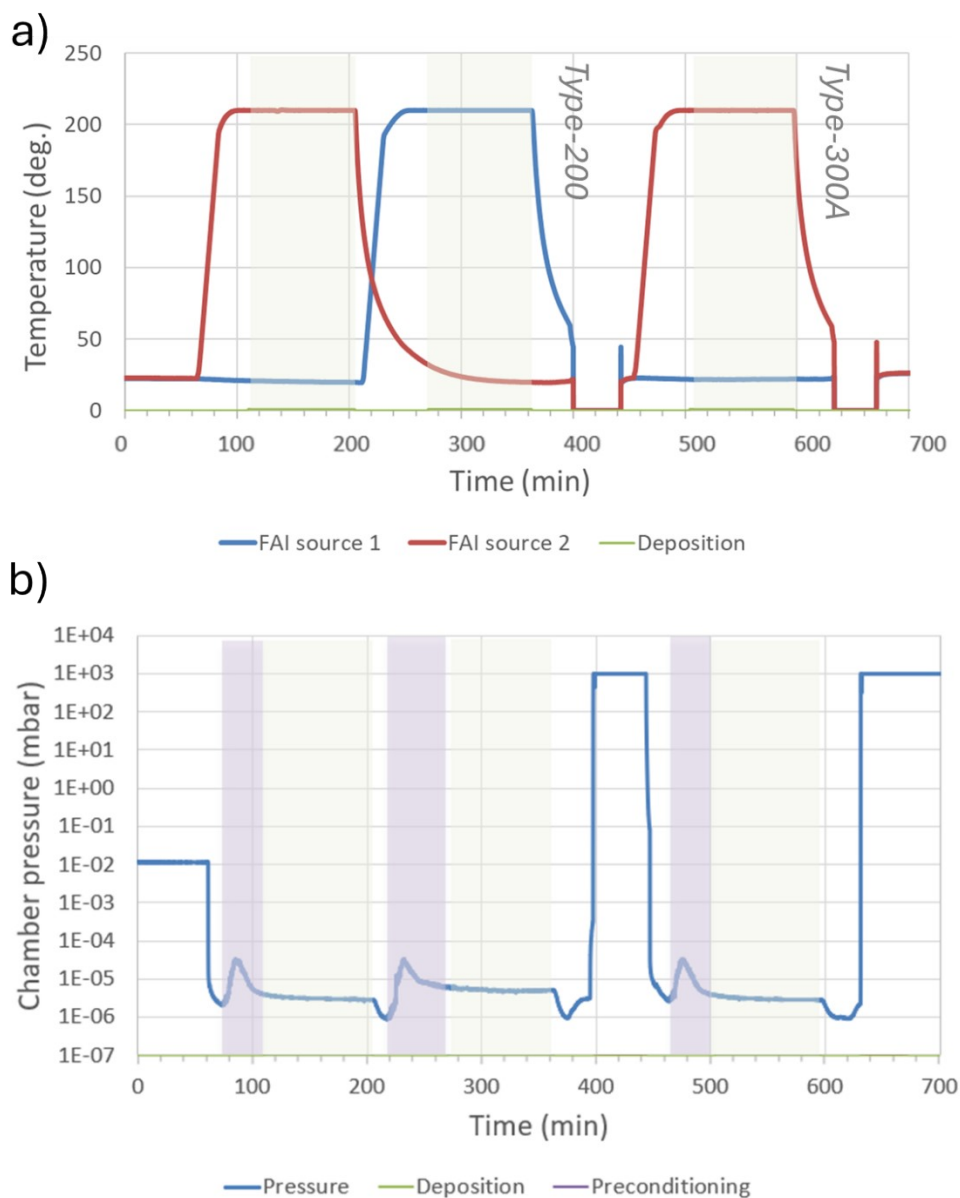 a)
250
200
150
100
50
0
Temperature (deg.)
Type-200
Type-300A
0 100 200 300 400 500 600 700
Time (min)
FAI source 1 FAI source 2 Deposition
b)
1E+04
1E+03
1E+02
1E+01
1E+00
1E-01
1E-02
1E-03
1E-04
1E-05
1E-06
1E-07
Chamber pressure (mbar)
0 100 200 300 400 500 600 700
Time (min)
Pressure Deposition Preconditioning